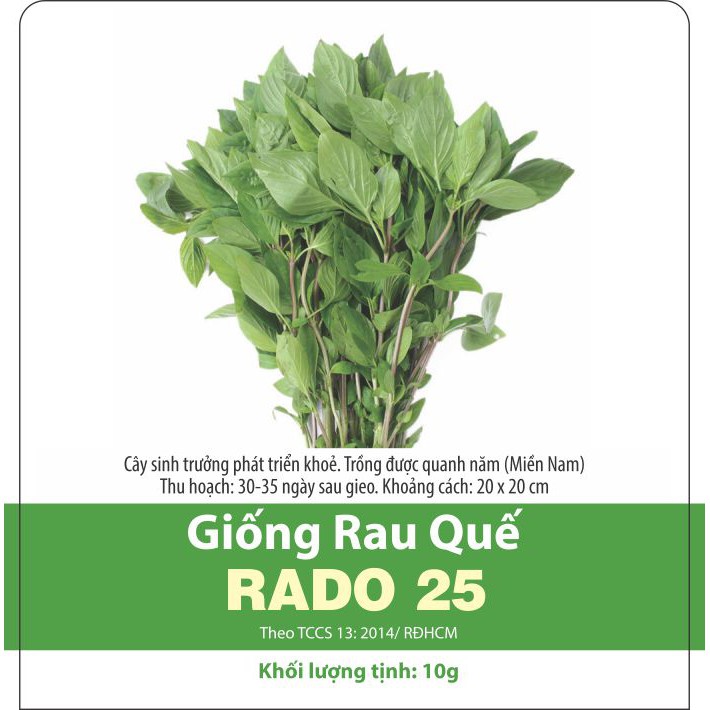 Cây sinh trưởng phát triển khoẻ. Trồng được quanh năm (Miền Nam)
Thu hoạch: 30-35 ngày sau gieo. Khoảng cách: 20 x 20 cm
Giống Rau Quế
RADO 25
Theo TCCS 13: 2014/ RĐHCM
Khối lượng tịnh: 10g